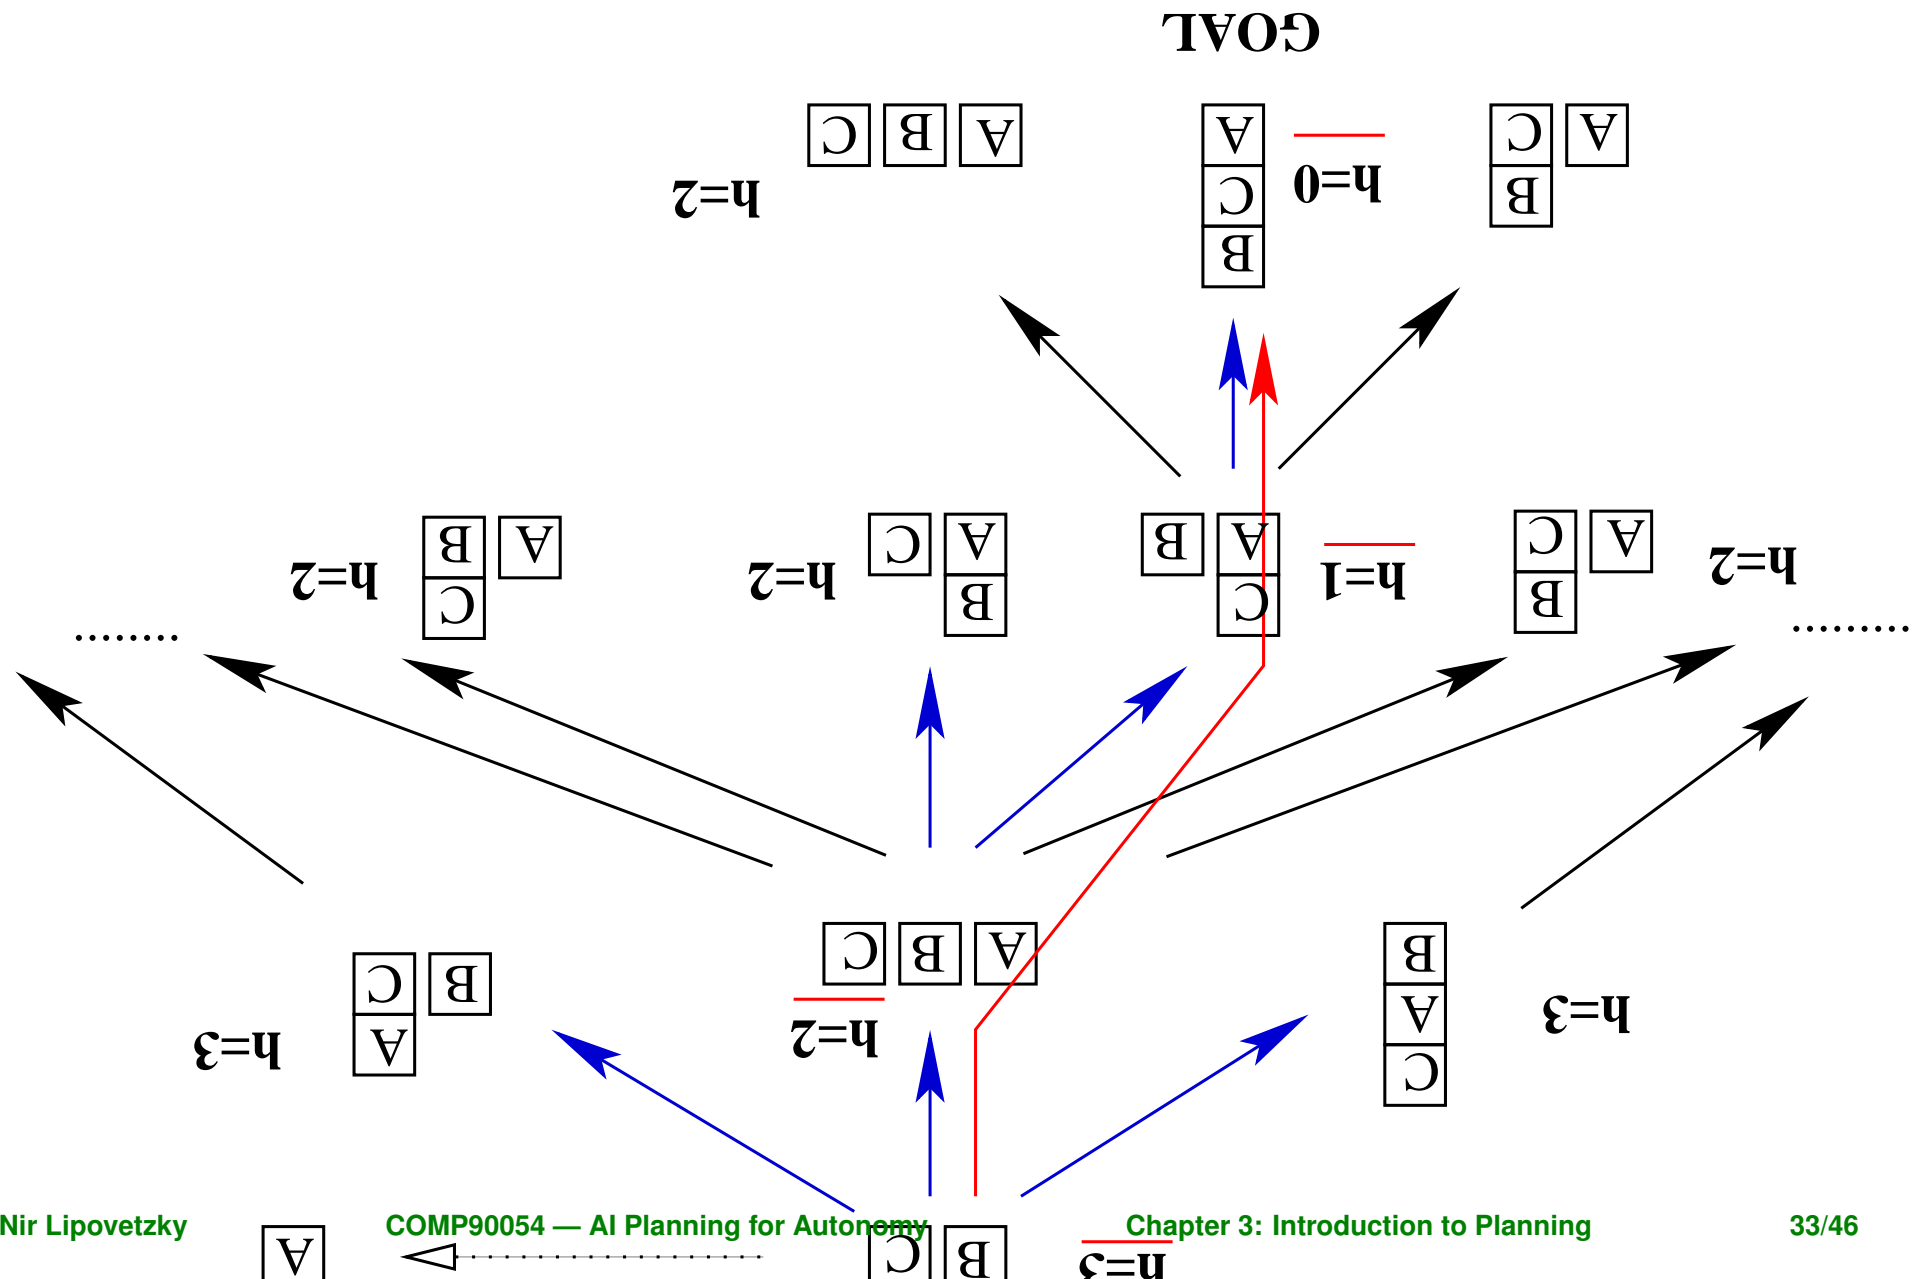 GOAL
A C
B
h=0
A
C
B
A B C
h=2
h=2
A C
B
h=1
A B
C
A C
B
h=2
A B
C
h=2
.........
........
h=3
B
A
C
A B C
h=2
B C
A
h=3
h=3
B C
A
Nir Lipovetzky COMP90054 — AI Planning for Autonomy Chapter 3: Introduction to Planning 33/46